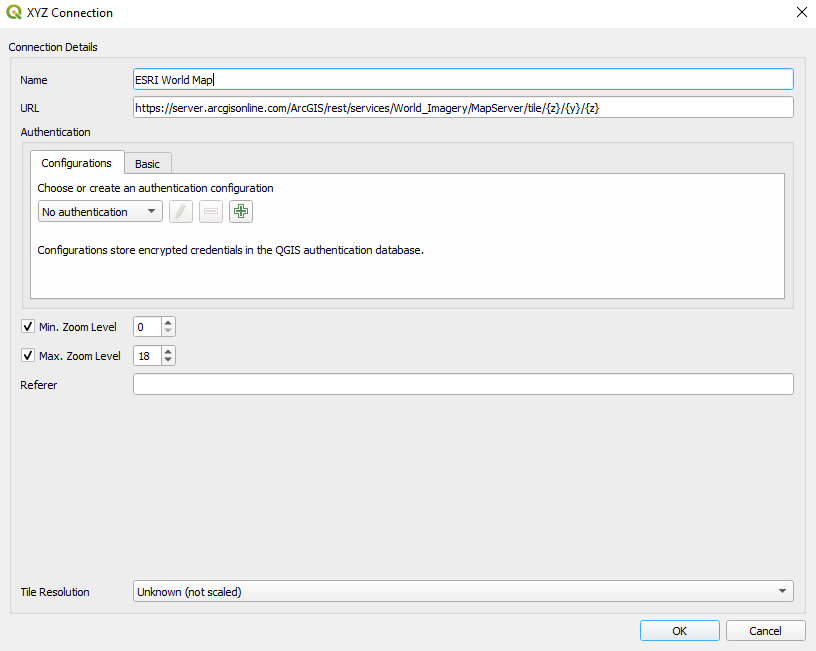 XYZ Connection
Connection Details
Name ESRI World Map
URL https://server.arcgisonline.com/ArcGIS/rest/services/World_Imagery/MapServer/tile/{z}/{y}/{z}
Authentication
Configurations Basic
Choose or create an authentication configuration
No authentication
Configurations store encrypted credentials in the QGIS authentication database.
Min. Zoom Level 0
Max. Zoom Level 18
Referer
Tile Resolution Unknown (not scaled)
OK Cancel